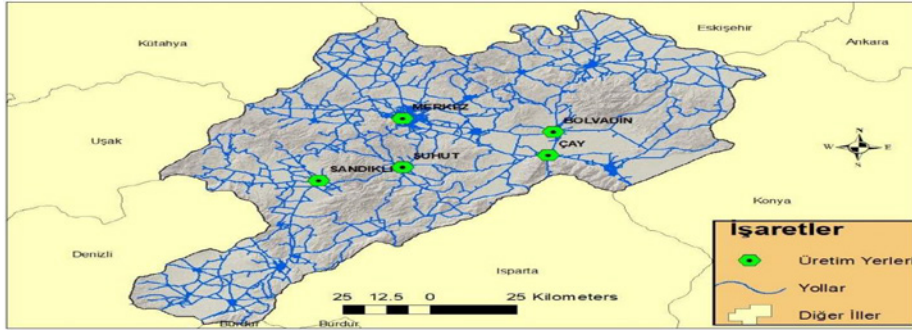 Eskişehir
Kütahya
Ankara
MERKEZ
BOLVADİN
Uşak
ÇAY
N
W E
S
ŞUHUT
SANDIKLI
Konya
İşaretler
Denizli
Üretim Yerleri
Isparta
Yollar
25 12.5 0 25 Kilometers
Diğer İller
Burdur
Burdur